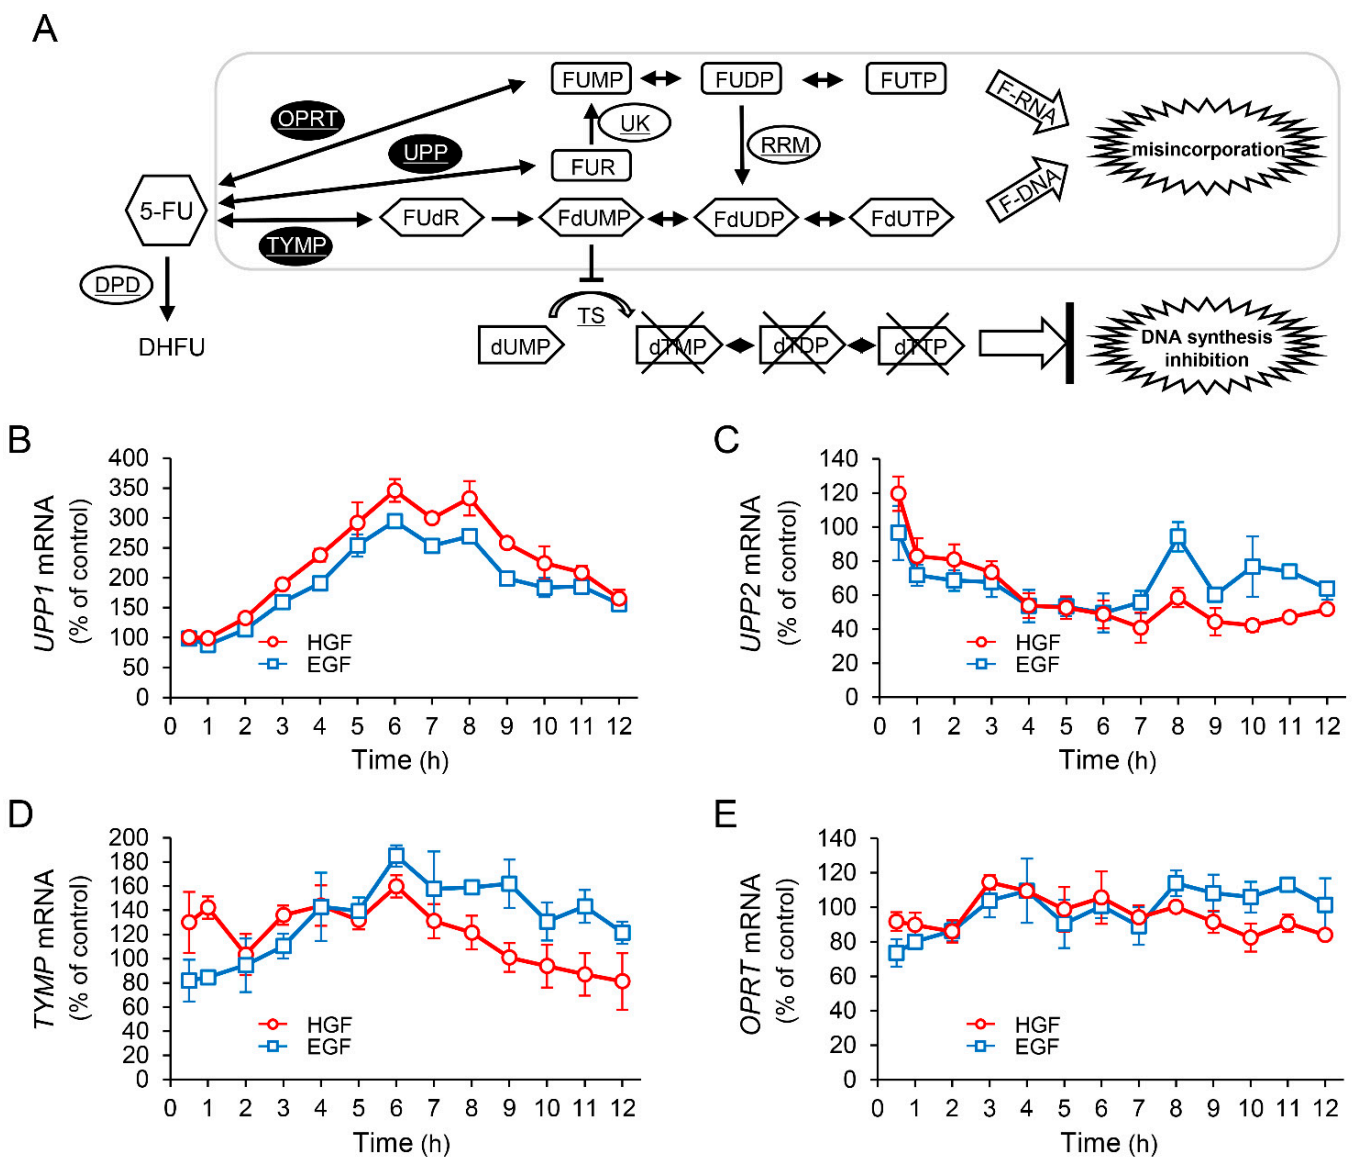 A
FUMP FUDP FUTP F-RNA
OPRT UK
UPP RRM misincorporation
FUR
5-FU FUdR FdUMP FdUDP FdUTP F-DNA
TYMP
DPD
TS
DHFU dUMP dTMP dTDP dTTP DNA synthesis
inhibition
B
UPP1 mRNA
(% of control)
400
350
300
250
200
150
100
50
0
HGF
EGF
0 1 2 3 4 5 6 7 8 9 10 11 12
Time (h)
C
UPP2 mRNA
(% of control)
140
120
100
80
60
40
20
0
HGF
EGF
0 1 2 3 4 5 6 7 8 9 10 11 12
Time (h)
D
TYMP mRNA
(% of control)
200
180
160
140
120
100
80
60
40
20
0
HGF
EGF
0 1 2 3 4 5 6 7 8 9 10 11 12
Time (h)
E
OPRT mRNA
(% of control)
140
120
100
80
60
40
20
0
HGF
EGF
0 1 2 3 4 5 6 7 8 9 10 11 12
Time (h)